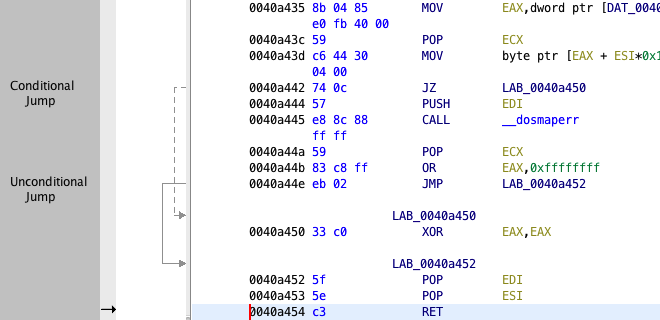 0040a435 8b 04 85 MOV EAX,dword ptr [DAT_0040
e0 fb 40 00
0040a43c 59 POP ECX
0040a43d c6 44 30 MOV byte ptr [EAX + ESI*0x1
04 00
Conditional Jump
0040a442 74 0c JZ LAB_0040a450
0040a444 57 PUSH EDI
0040a445 e8 8c 88 CALL __dosmaperr
ff ff
0040a44a 59 POP ECX
0040a44b 83 c8 ff OR EAX,0xffffffff
Unconditional Jump
0040a44e eb 02 JMP LAB_0040a452
LAB_0040a450
0040a450 33 c0 XOR EAX,EAX
LAB_0040a452
0040a452 5f POP EDI
0040a453 5e POP ESI
0040a454 c3 RET